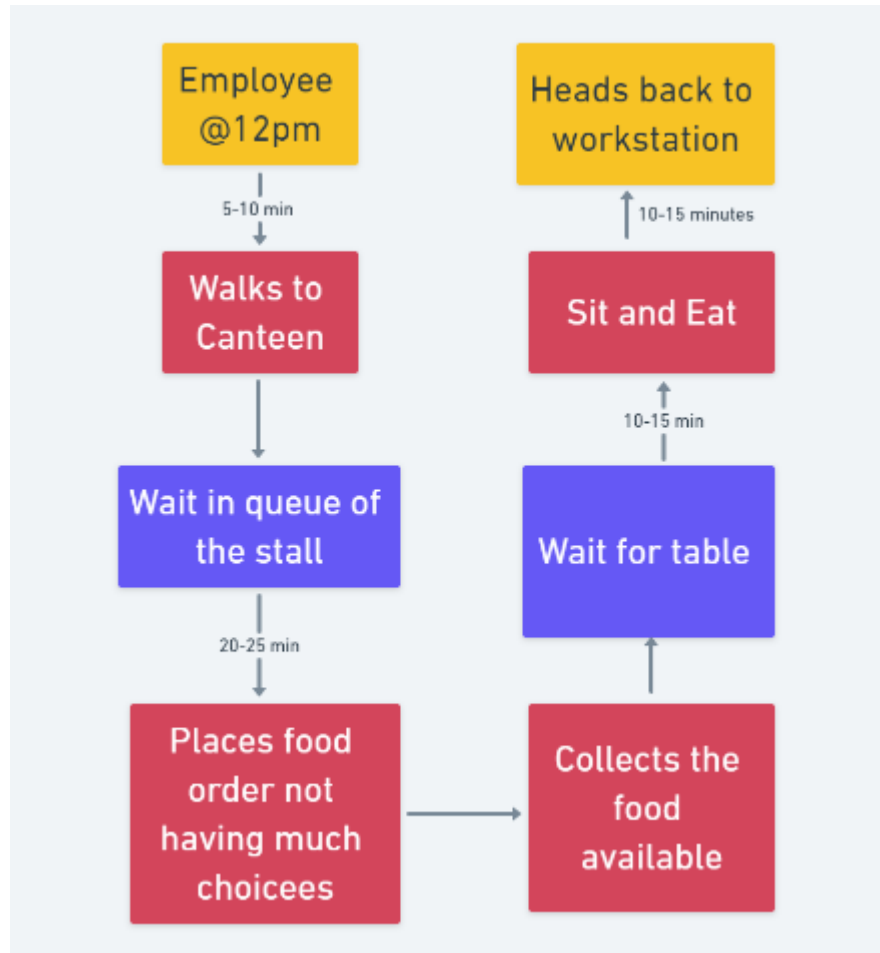 Employee
@12pm
5-10 min
Walks to
Canteen
Wait in queue of
the stall
20-25 min
Places food
order not
having much
choicees
Collects the
food
available
Wait for table
10-15 min
Sit and Eat
10-15 minutes
Heads back to
workstation